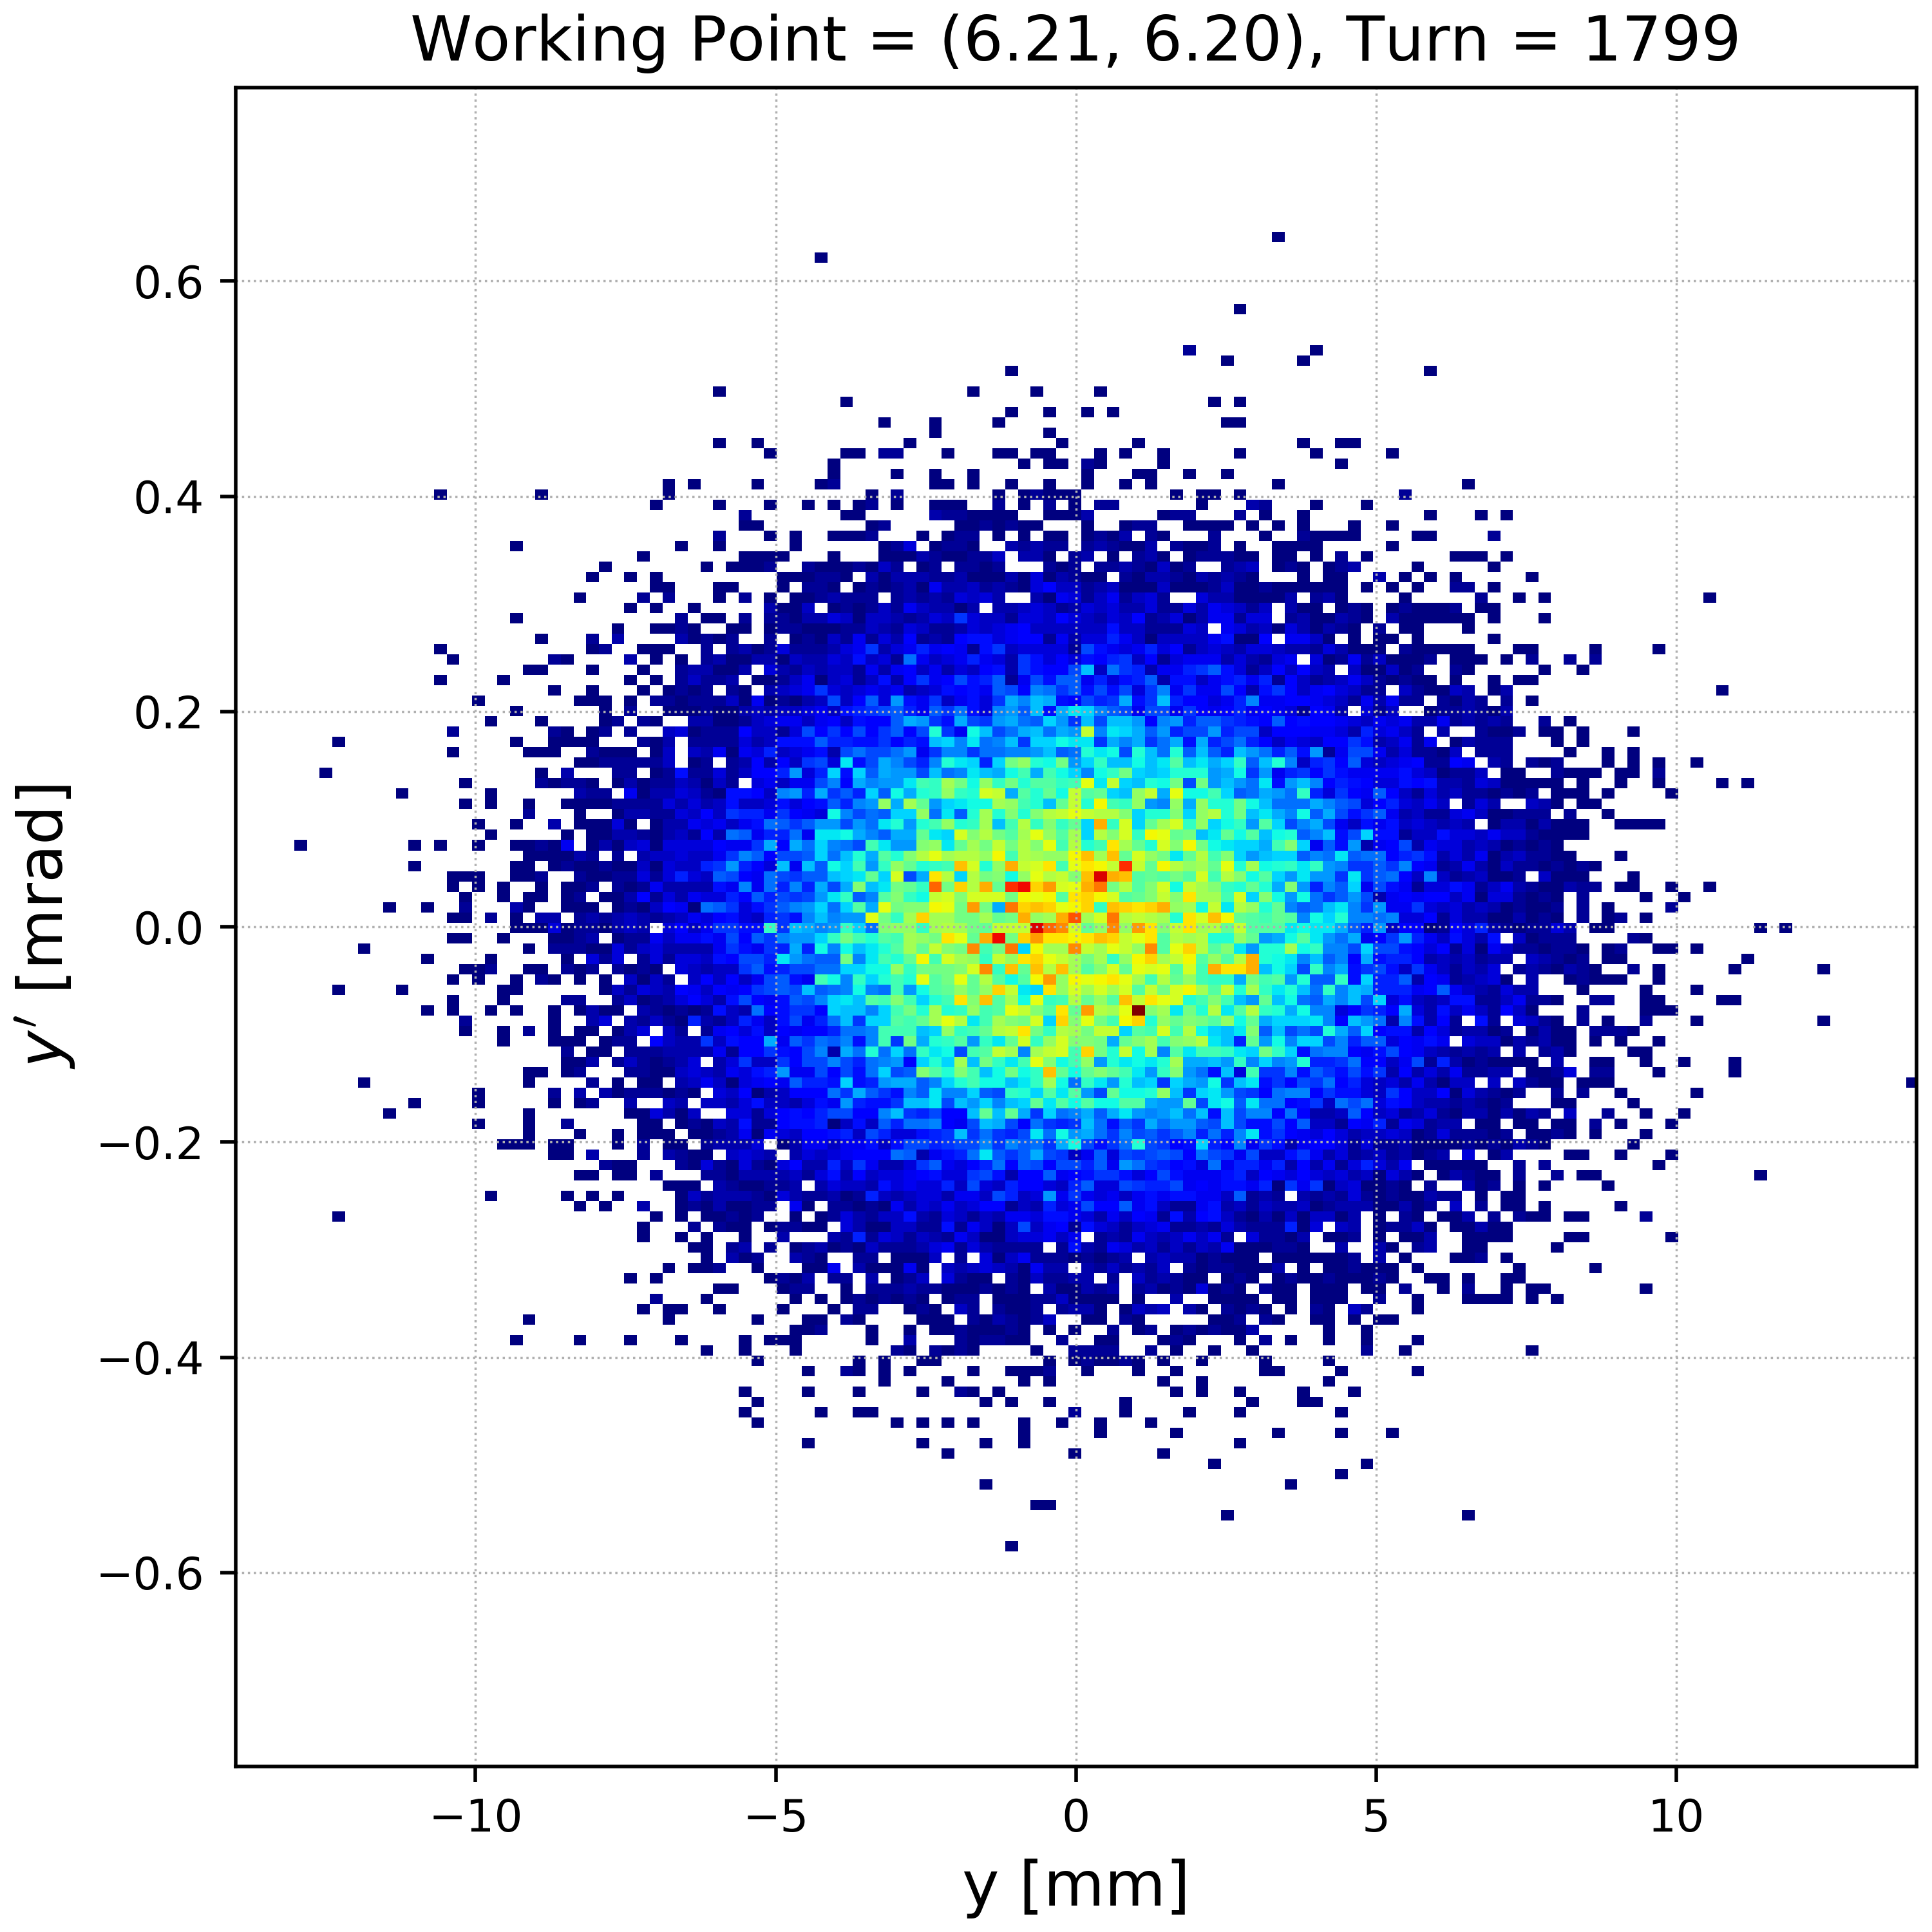 Working Point = (6.21, 6.20), Turn = 1799
0.6
0.4
0.2
0.0
−0.2
−0.4
−0.6
y′ [mrad]
−10 −5 0 5 10
y [mm]